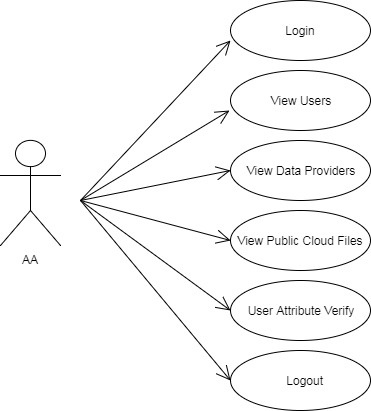 Login
View Users
View Data Providers
View Public Cloud Files
AA
User Attribute Verify
Logout